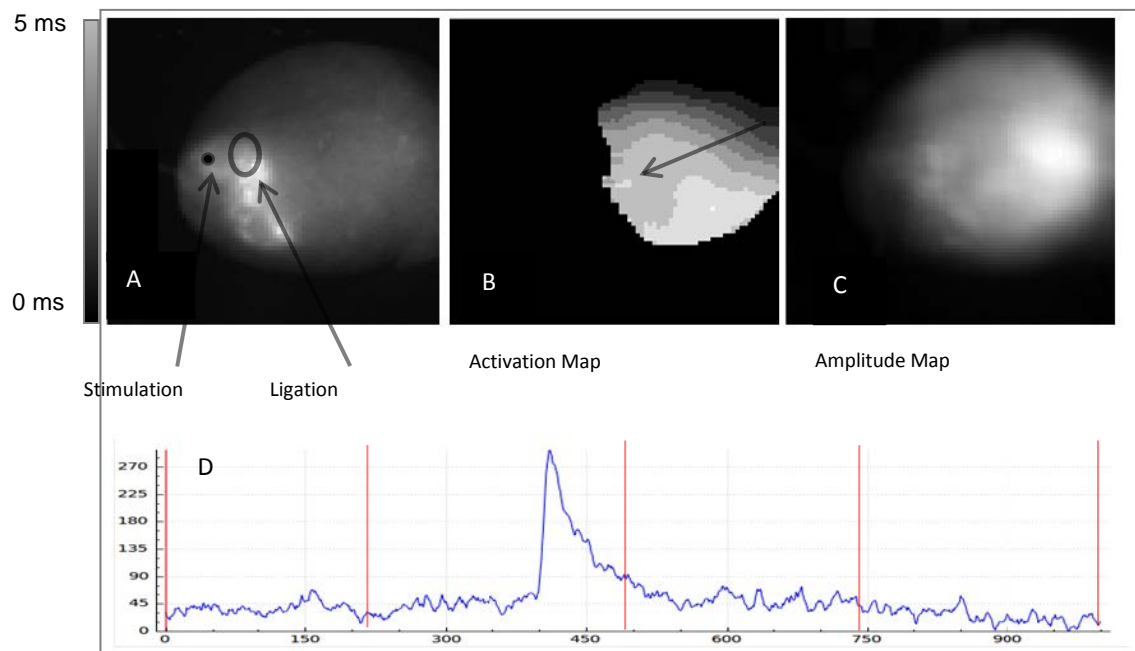 5 ms
0 ms
A
B
C
Activation Map
Amplitude Map
Stimulation
Ligation
D
270
225
180
135
90
45
0
0 150 300 450 600 750 900